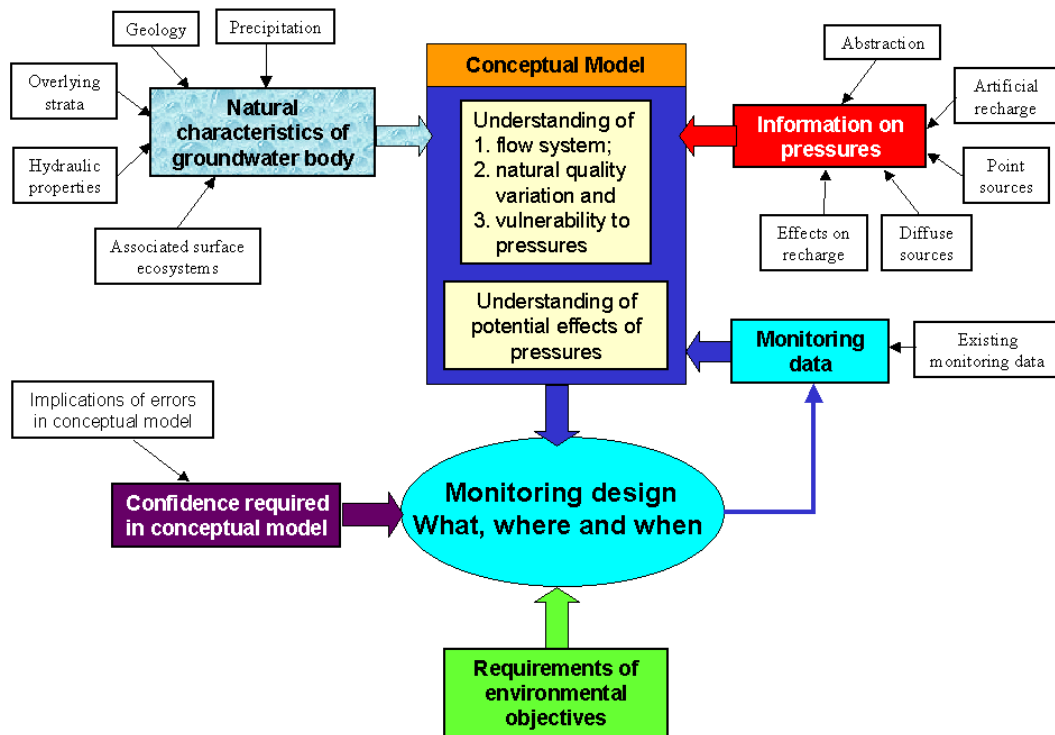 Geology
Precipitation
Overlying
strata
Natural
characteristics of
groundwater body
Hydraulic
properties
Associated surface
ecosystems
Conceptual Model
Understanding of
1. flow system;
2. natural quality
variation and
3. vulnerability to
pressures
Understanding of
potential effects of
pressures
Abstraction
Artificial
recharge
Information on
pressures
Point
sources
Effects on
recharge
Diffuse
sources
Monitoring
data
Existing
monitoring data
Implications of errors
in conceptual model
Confidence required
in conceptual model
Monitoring design
What, where and when
Requirements of
environmental
objectives